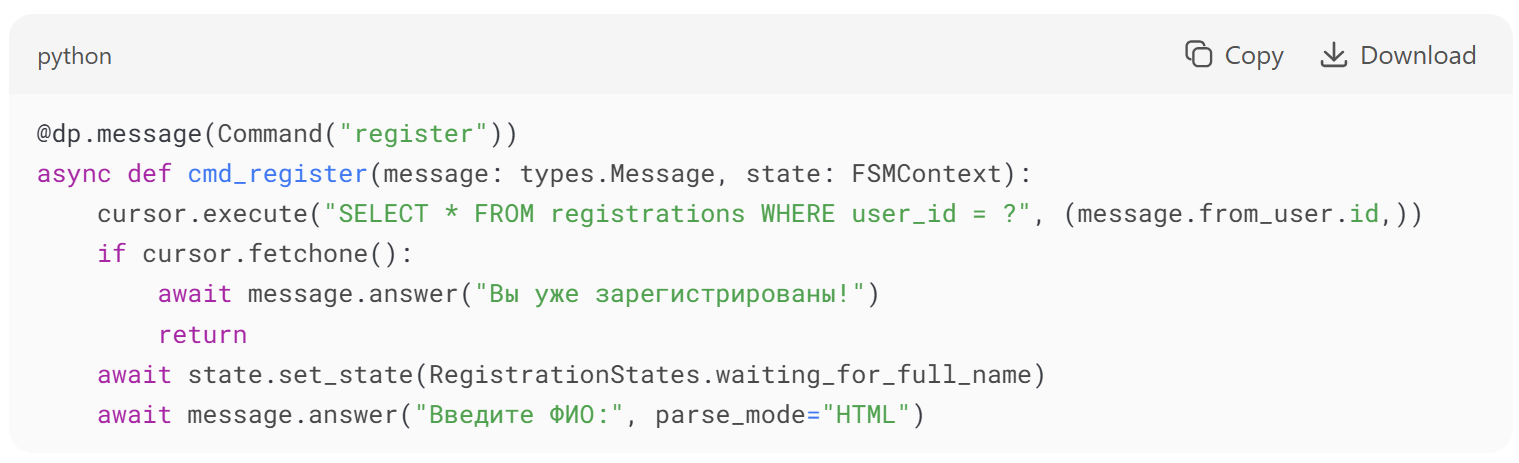 python
Copy
Download
@dp.message(Command("register"))
async def cmd_register(message: types.Message, state: FSMContext):
    cursor.execute("SELECT * FROM registrations WHERE user_id = ?", (message.from_user.id,))
    if cursor.fetchone():
        await message.answer("Вы уже зарегистрированы!")
        return
    await state.set_state(RegistrationStates.waiting_for_full_name)
    await message.answer("Введите ФИО:", parse_mode="HTML")